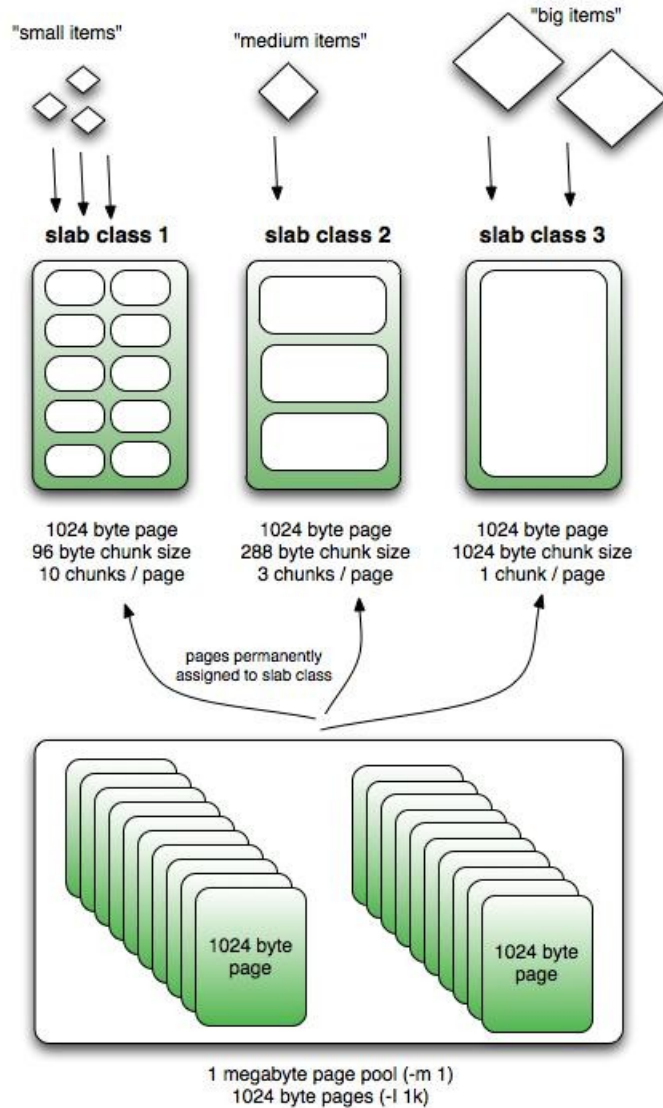 "small items"
"medium items"
"big items"
slab class 1
slab class 2
slab class 3
1024 byte page
96 byte chunk size
10 chunks / page
1024 byte page
288 byte chunk size
3 chunks / page
1024 byte page
1024 byte chunk size
1 chunk / page
pages permanently
assigned to slab class
1024 byte
page
1024 byte
page
1 megabyte page pool (-m 1)
1024 byte pages (-I 1k)